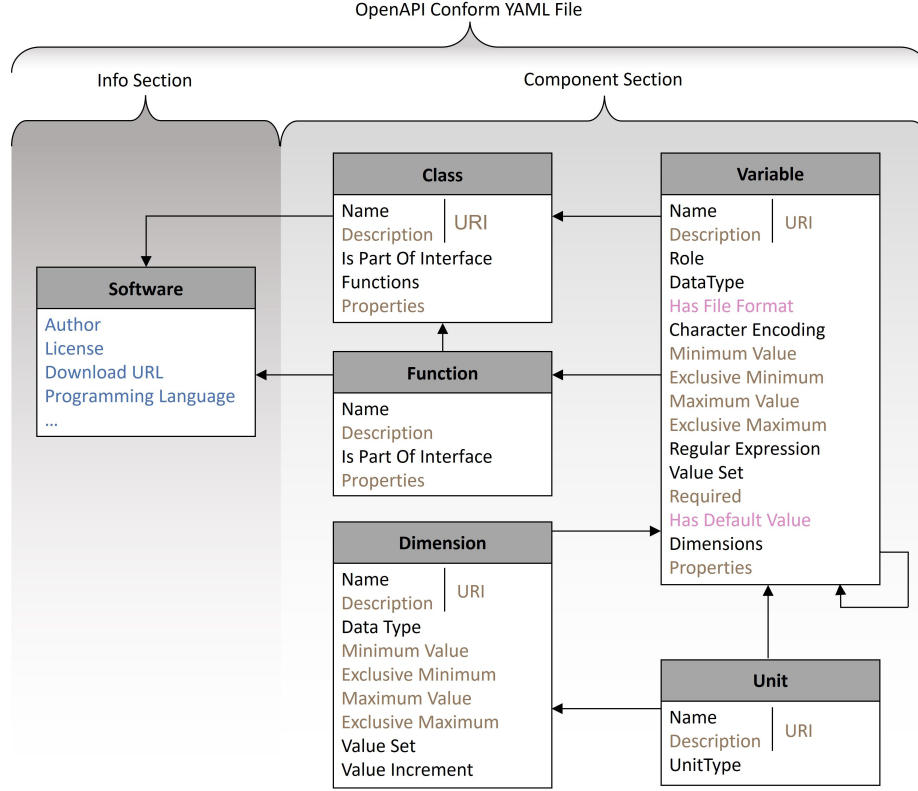 OpenAPI Conform YAML File
Info Section
Component Section
Software
Author
License
Download URL
Programming Language
...
Class
Name
Description
URI
Is Part Of Interface
Functions
Properties
Function
Name
Description
Is Part Of Interface
Properties
Dimension
Name
Description
URI
Data Type
Minimum Value
Exclusive Minimum
Maximum Value
Exclusive Maximum
Value Set
Value Increment
Variable
Name
Description
URI
Role
DataType
Has File Format
Character Encoding
Minimum Value
Exclusive Minimum
Maximum Value
Exclusive Maximum
Regular Expression
Value Set
Required
Has Default Value
Dimensions
Properties
Unit
Name
Description
URI
UnitType